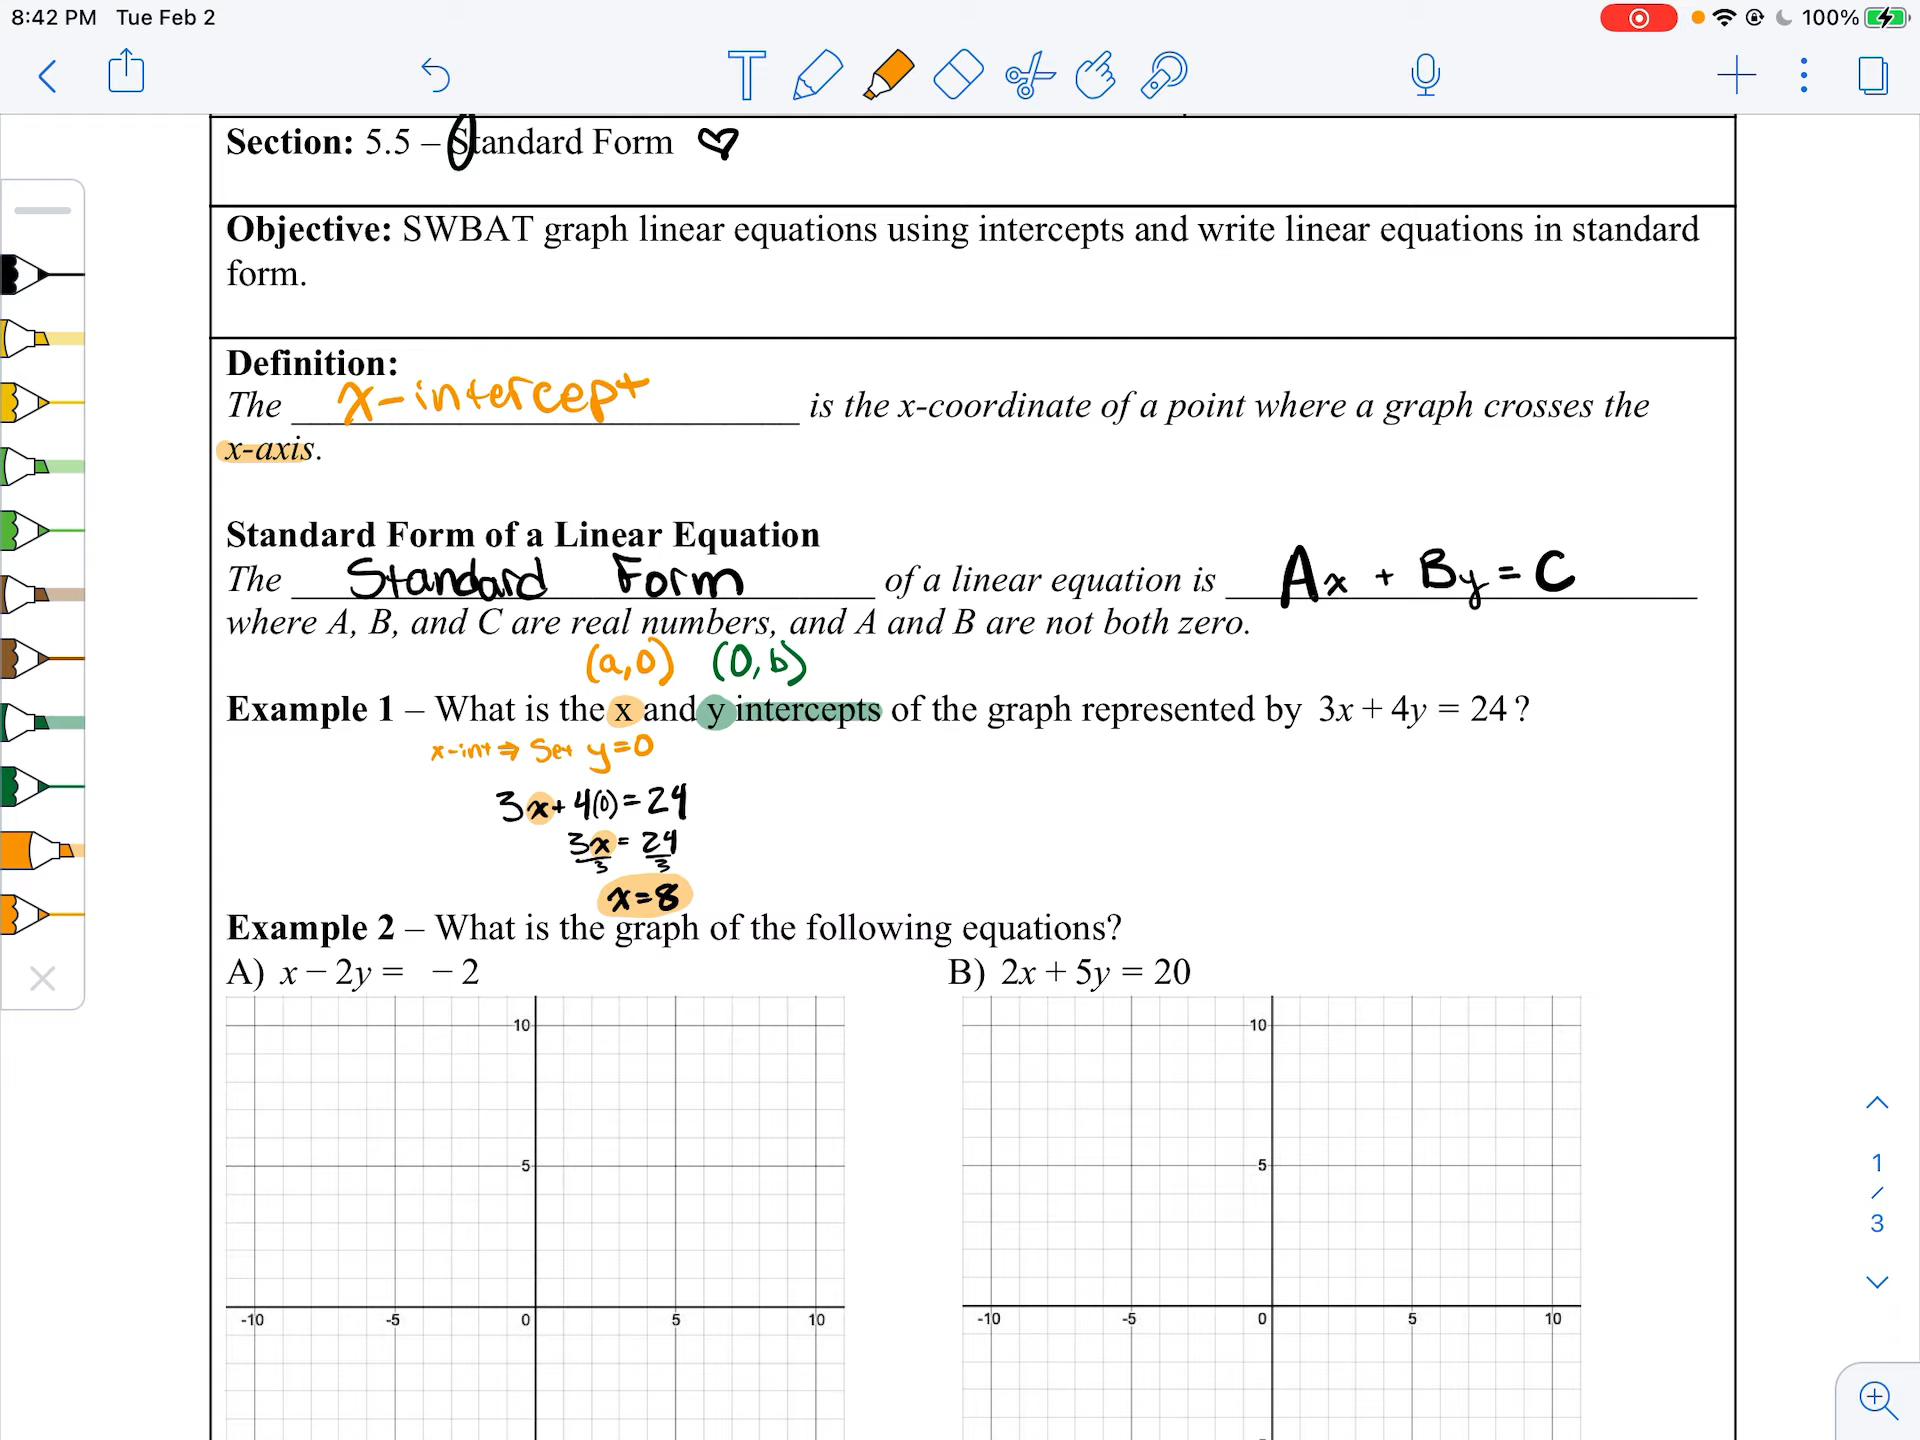 8:42 PM Tue Feb 2 100%
Section: 5.5 – Standard Form
Objective: SWBAT graph linear equations using intercepts and write linear equations in standard
form.
Definition:
The x-intercept is the x-coordinate of a point where a graph crosses the
x-axis.
Standard Form of a Linear Equation
The Standard Form of a linear equation is Ax + By = C
where A, B, and C are real numbers, and A and B are not both zero.
(a,0) (0,b)
Example 1 – What is the x and y intercepts of the graph represented by 3x + 4y = 24?
x-int ⇒ Set y=0
3x + 4(0) = 24
3x = 24
3 3
x=8
Example 2 – What is the graph of the following equations?
A) x − 2y = −2 B) 2x + 5y = 20
10 10
5 5
-10 -5 0 5 10 -10 -5 0 5 10
1
/
3